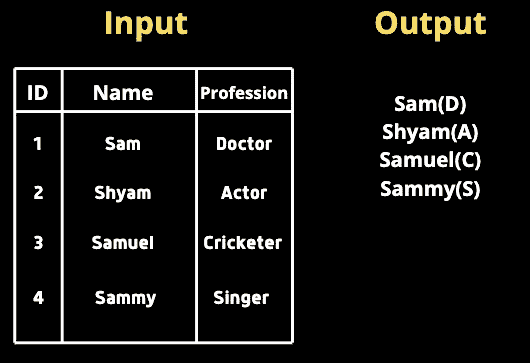 Input
ID Name Profession
1 Sam Doctor
2 Shyam Actor
3 Samuel Cricketer
4 Sammy Singer
Output
Sam(D)
Shyam(A)
Samuel(C)
Sammy(S)